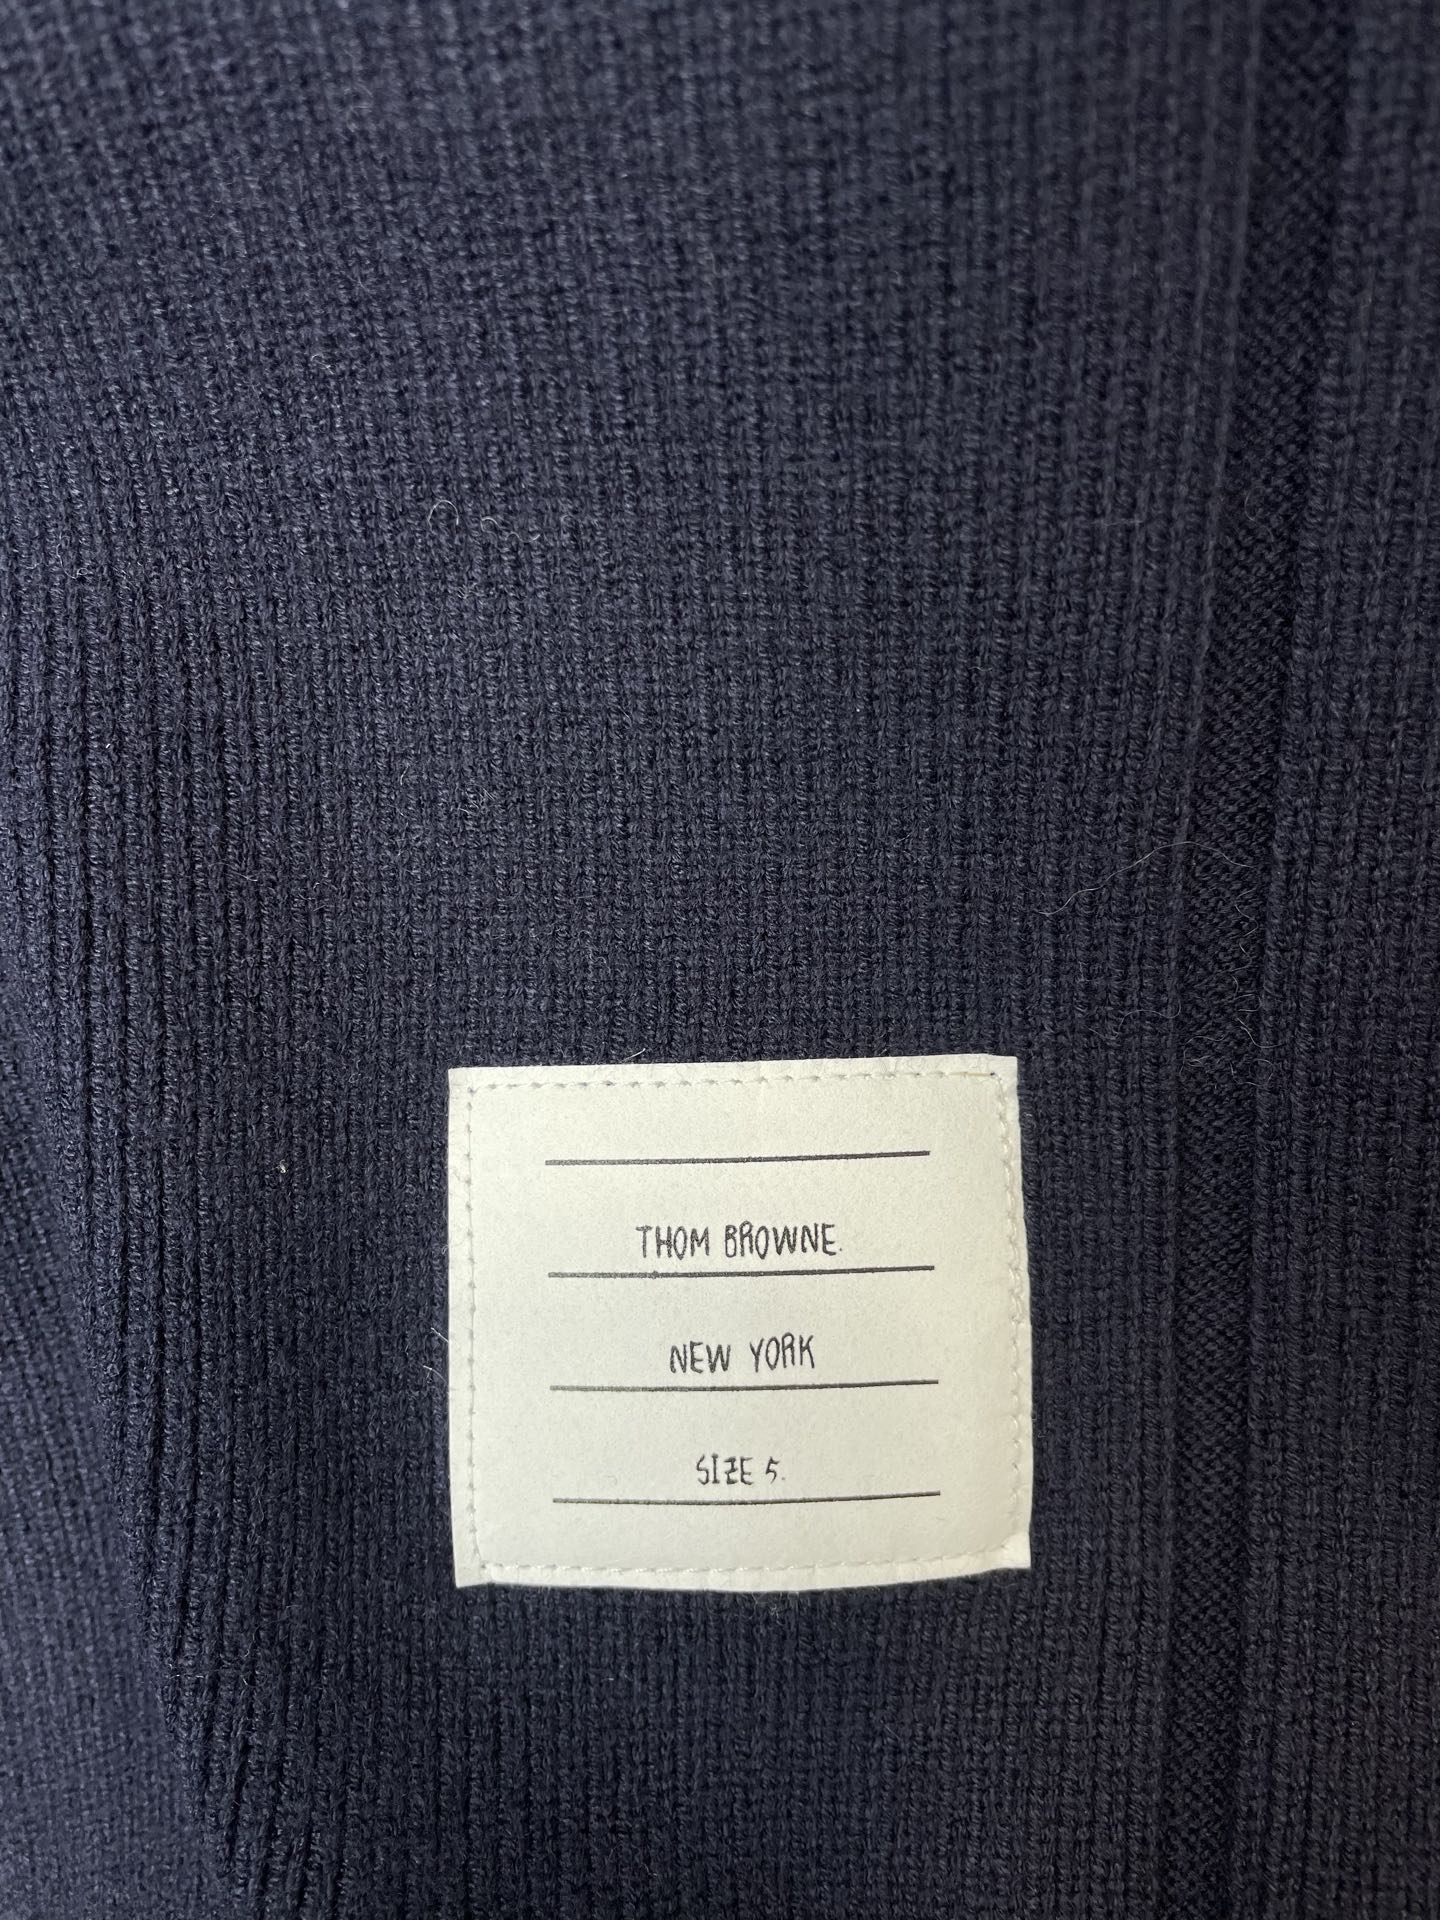 THOM BROWNE.
NEW YORK
SIZE 5.